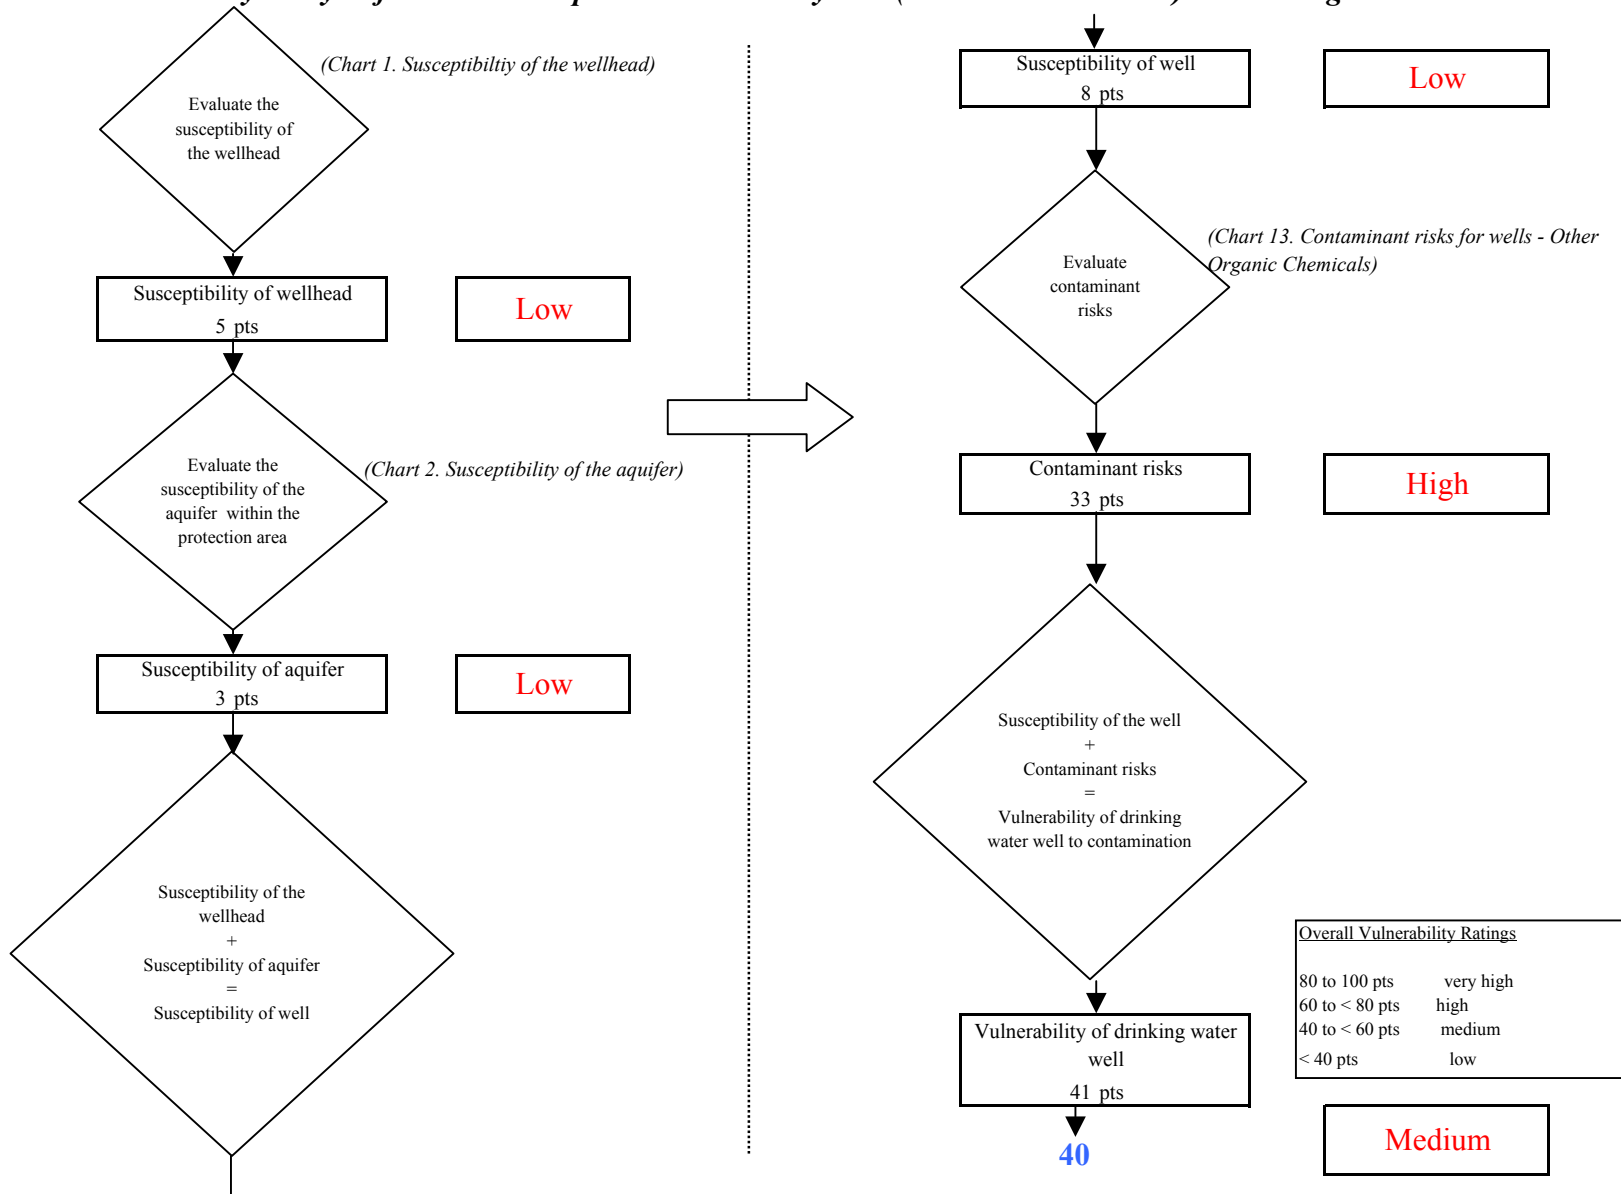 (Chart 1. Susceptibiltiy of the wellhead)
Evaluate the
susceptibility of
the wellhead
Susceptibility of wellhead
5 pts
Low
Evaluate the
susceptibility of the
aquifer within the
protection area
(Chart 2. Susceptibility of the aquifer)
Susceptibility of aquifer
3 pts
Low
Susceptibility of the
wellhead
+
Susceptibility of aquifer
=
Susceptibility of well
Susceptibility of well
8 pts
Low
(Chart 13. Contaminant risks for wells - Other
Organic Chemicals)
Evaluate
contaminant
risks
Contaminant risks
33 pts
High
Susceptibility of the well
+
Contaminant risks
=
Vulnerability of drinking
water well to contamination
Overall Vulnerability Ratings
80 to 100 pts very high
60 to < 80 pts high
40 to < 60 pts medium
< 40 pts low
Vulnerability of drinking water
well
41 pts
40
Medium